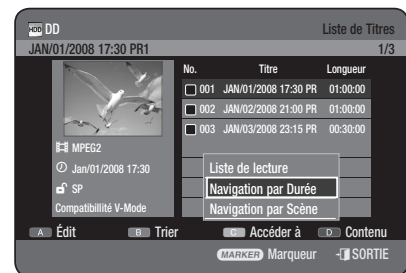 HDD DD Liste de Titres
JAN/01/2008 17:30 PR1 1/3
No. Titre Longueur
001 JAN/01/2008 17:30 PR 01:00:00
002 JAN/02/2008 21:00 PR 01:00:00
003 JAN/03/2008 23:15 PR 00:30:00
MPEG2
Jan/01/2008 17:30
SP
Compatibillité V-Mode
Liste de lecture
Navigation par Durée
Navigation par Scène
A Édit B Trier C Accéder à D Contenu
MARKER Marqueur SORTIE